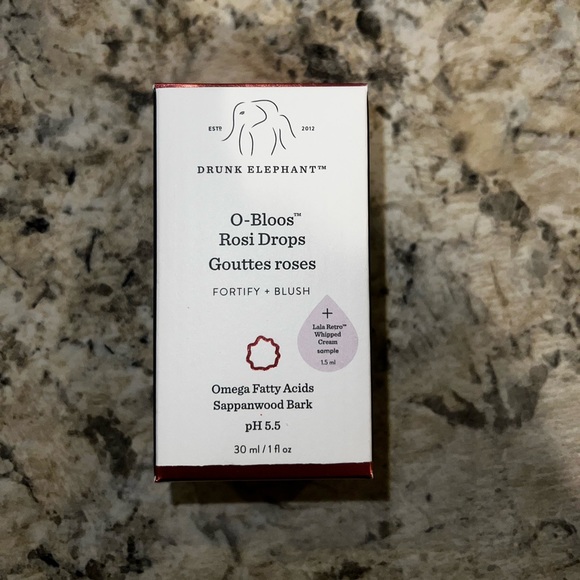 ESTD 2012
DRUNK ELEPHANT™
O-Bloos™
Rosi Drops
Gouttes roses
FORTIFY + BLUSH
+
Lala Retro™
Whipped
Cream
sample
1.5 ml
Omega Fatty Acids
Sappanwood Bark
pH 5.5
30 ml / 1 fl oz